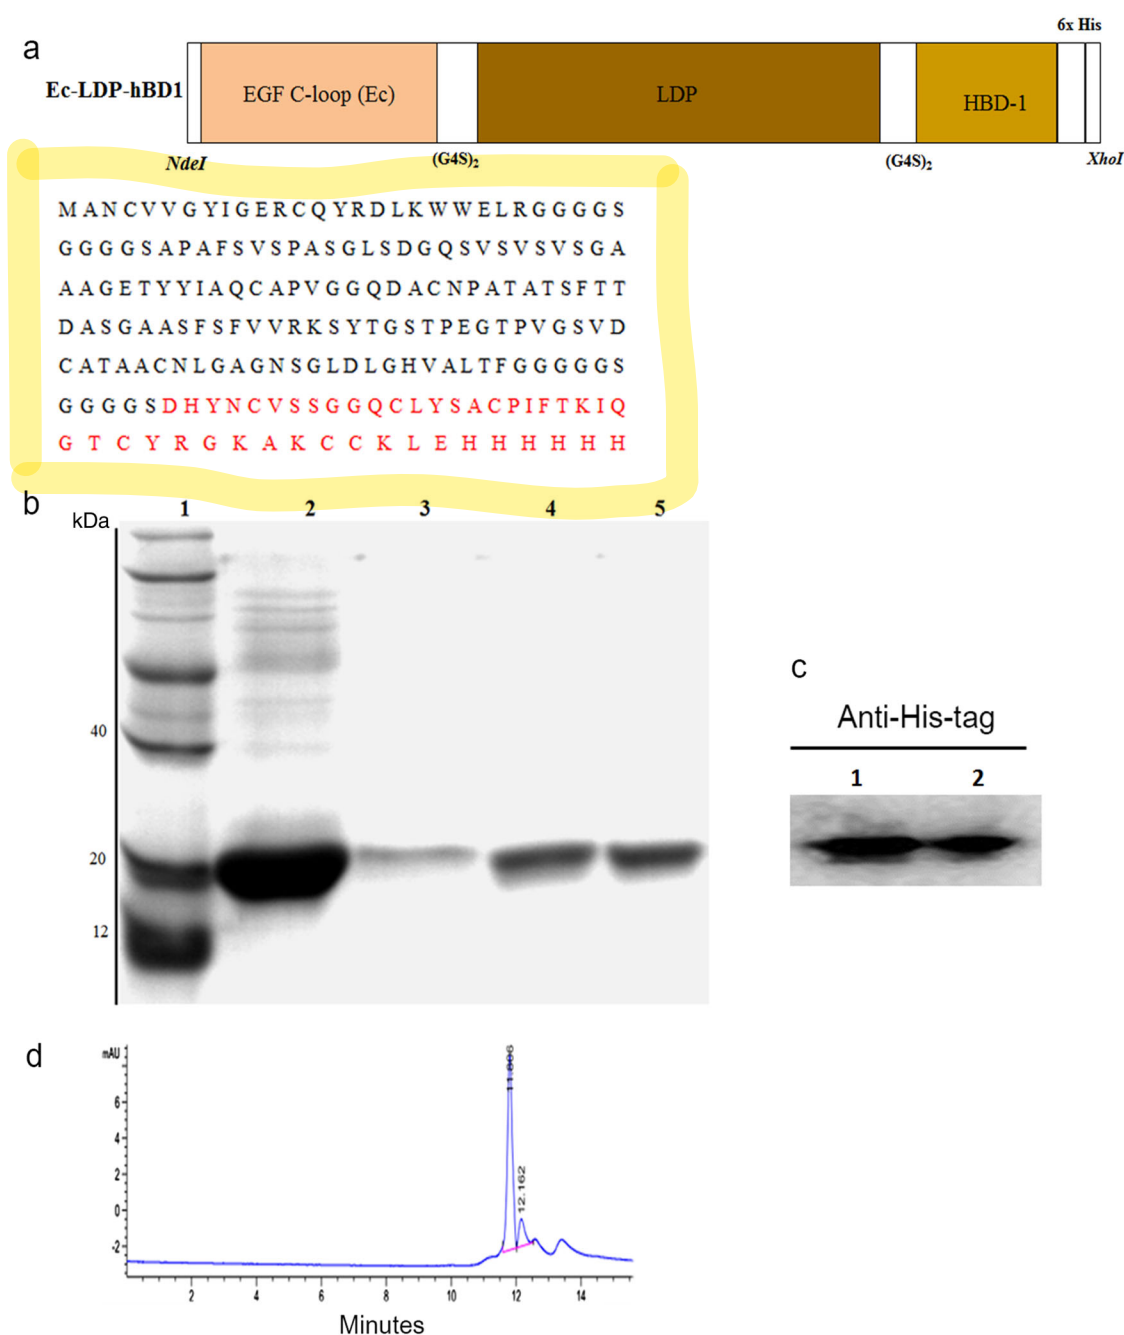 a
6x His
Ec-LDP-hBD1
EGF C-loop (Ec)
LDP
HBD-1
NdeI
(G4S)2
(G4S)2
XhoI
M A N C V V G Y I G E R C Q Y R D L K W W E L R G G G G S
G G G G S A P A F S V S P A S G L S D G Q S V S V S V S G A
A A G E T Y Y I A Q C A P V G G Q D A C N P A T A T S F T T
D A S G A A S F S F V V R K S Y T G S T P E G T P V G S V D
C A T A A C N L G A G N S G L D L G H V A L T F G G G G G S
G G G G S D H Y N C V S S G G Q C L Y S A C P I F T K I Q
G T C Y R G K A K C C K L E H H H H H H
b
kDa
1 2 3 4 5
40
20
12
c
Anti-His-tag
1 2
d
mAU
6
4
2
0
-2
11.806
12.162
2 4 6 8 10 12 14
Minutes